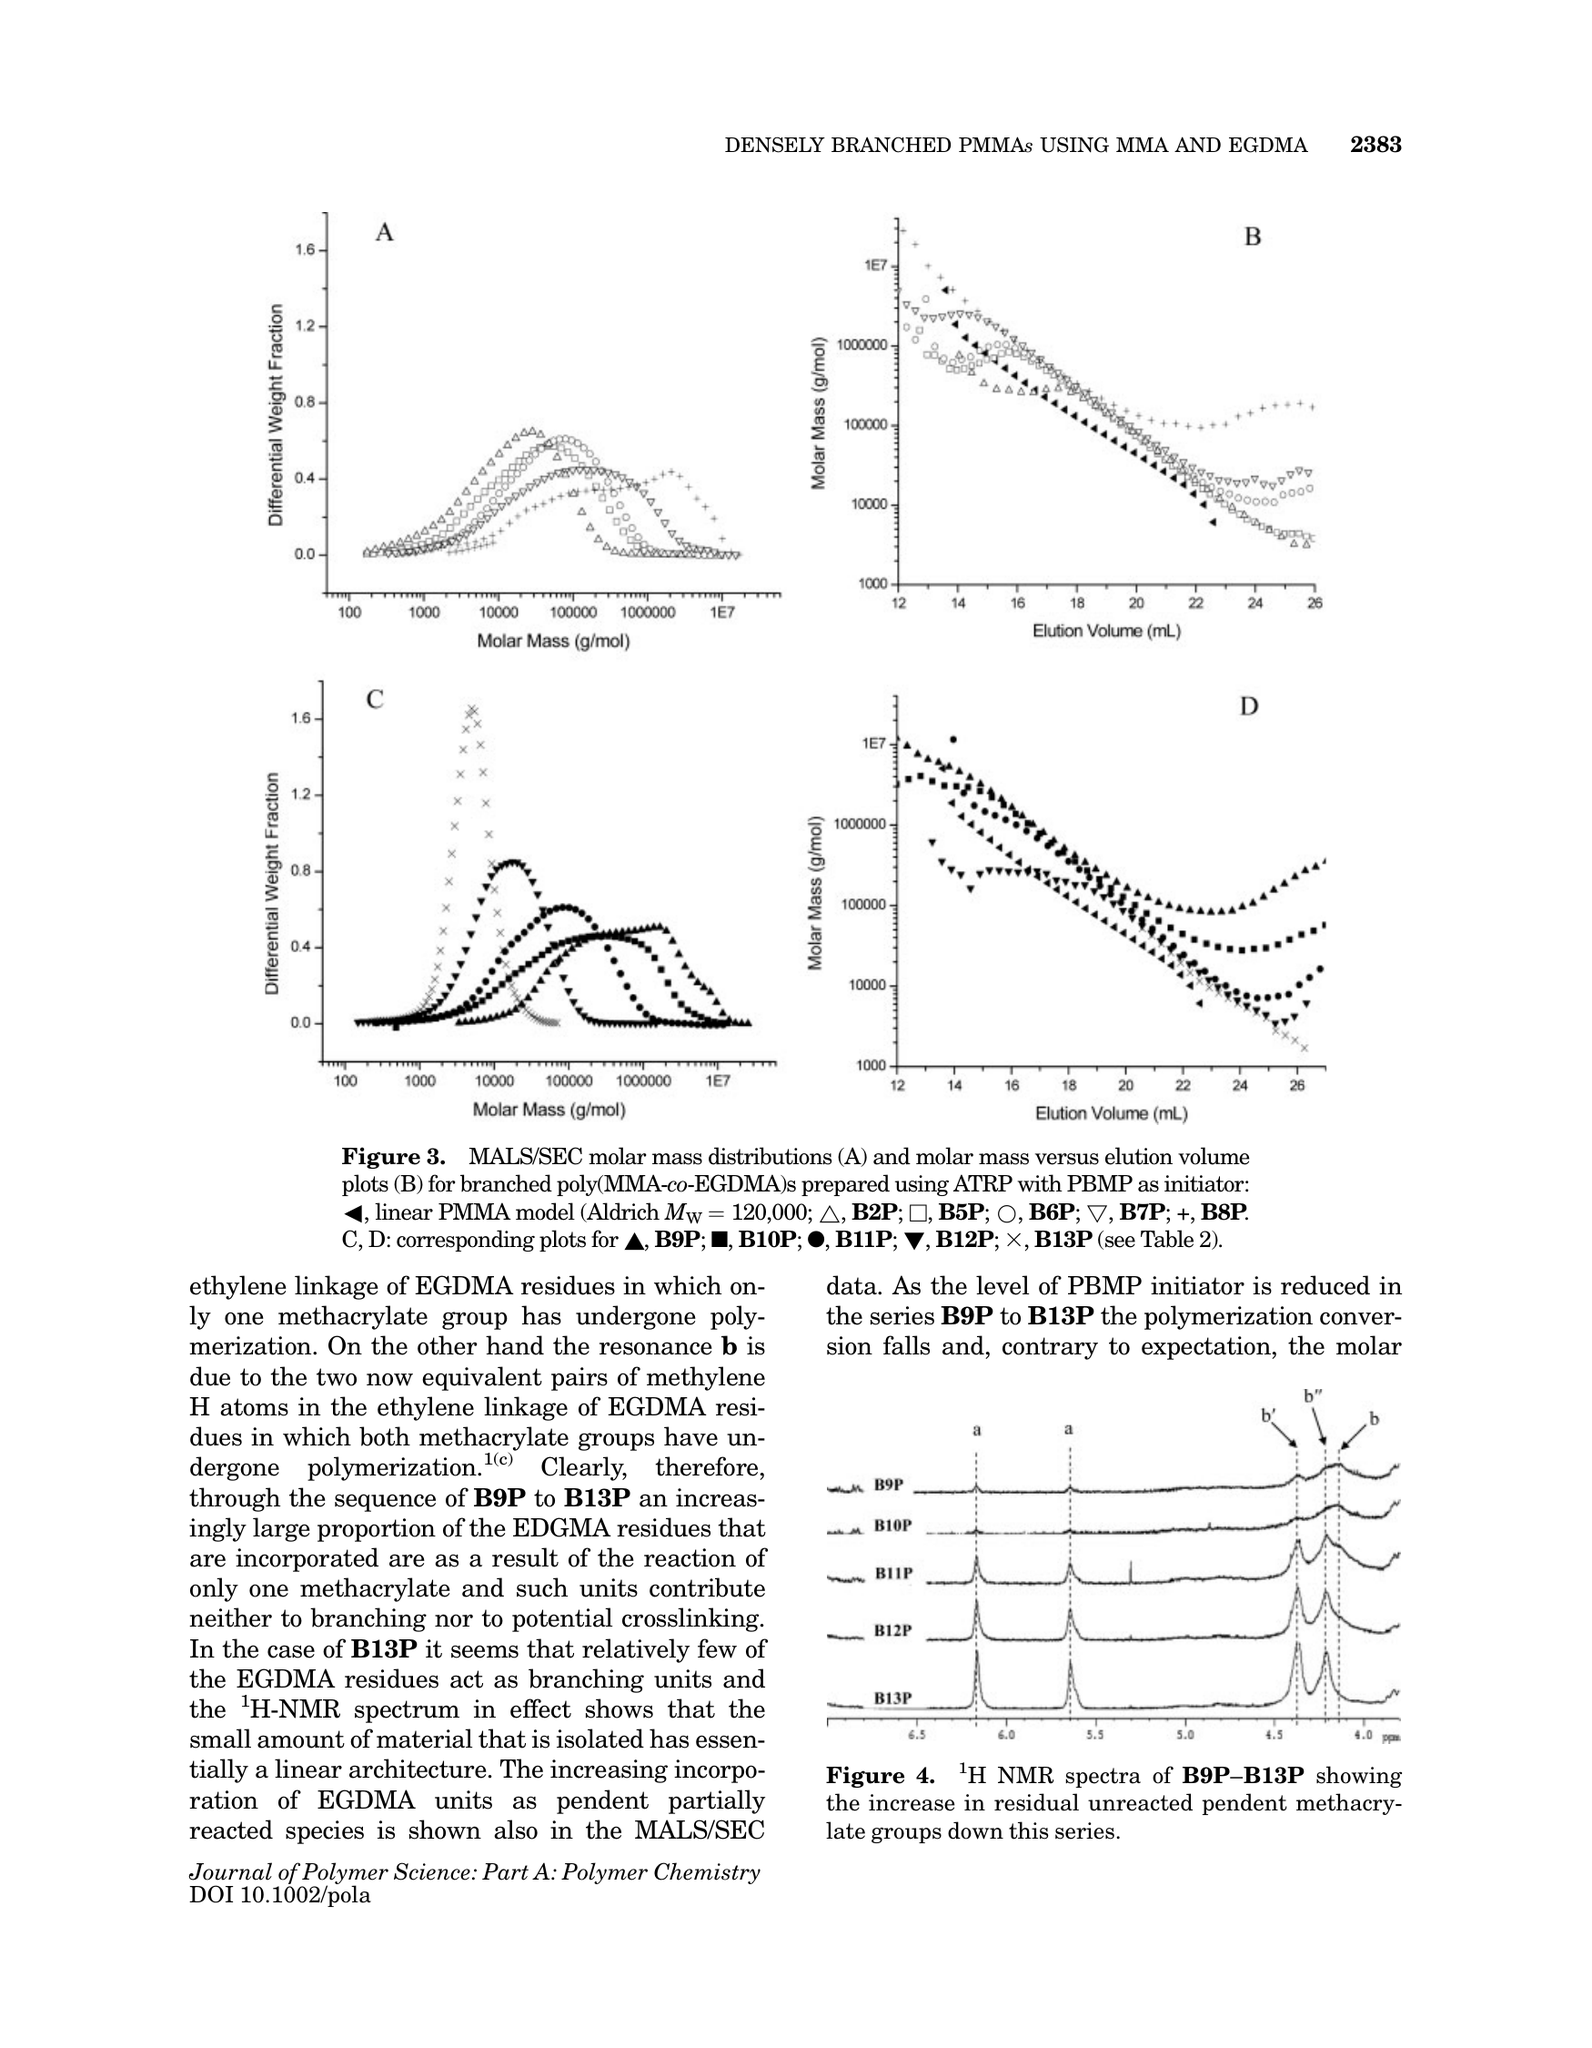 DENSELY BRANCHED PMMAs USING MMA AND EGDMA 2383
A
1.6
1.2
0.8
0.4
0.0
Differential Weight Fraction
100 1000 10000 100000 1000000 1E7
Molar Mass (g/mol)
B
1E7
1000000
100000
10000
1000
Molar Mass (g/mol)
12 14 16 18 20 22 24 26
Elution Volume (mL)
C
1.6
1.2
0.8
0.4
0.0
Differential Weight Fraction
100 1000 10000 100000 1000000 1E7
Molar Mass (g/mol)
D
1E7
1000000
100000
10000
1000
Molar Mass (g/mol)
12 14 16 18 20 22 24 26
Elution Volume (mL)
Figure 3. MALS/SEC molar mass distributions (A) and molar mass versus elution volume
plots (B) for branched poly(MMA-co-EGDMA)s prepared using ATRP with PBMP as initiator:
◀, linear PMMA model (Aldrich MW = 120,000; △, B2P; □, B5P; ○, B6P; ▽, B7P; +, B8P.
C, D: corresponding plots for ▲, B9P; ■, B10P; ●, B11P; ▼, B12P; ×, B13P (see Table 2).
ethylene linkage of EGDMA residues in which on-
ly one methacrylate group has undergone poly-
merization. On the other hand the resonance b is
due to the two now equivalent pairs of methylene
H atoms in the ethylene linkage of EGDMA resi-
dues in which both methacrylate groups have un-
dergone polymerization.1(c) Clearly, therefore,
through the sequence of B9P to B13P an increas-
ingly large proportion of the EDGMA residues that
are incorporated are as a result of the reaction of
only one methacrylate and such units contribute
neither to branching nor to potential crosslinking.
In the case of B13P it seems that relatively few of
the EGDMA residues act as branching units and
the 1H-NMR spectrum in effect shows that the
small amount of material that is isolated has essen-
tially a linear architecture. The increasing incorpo-
ration of EGDMA units as pendent partially
reacted species is shown also in the MALS/SEC
data. As the level of PBMP initiator is reduced in
the series B9P to B13P the polymerization conver-
sion falls and, contrary to expectation, the molar
a a b′ b″ b
B9P
B10P
B11P
B12P
B13P
6.5 6.0 5.5 5.0 4.5 4.0 ppm
Figure 4. 1H NMR spectra of B9P–B13P showing
the increase in residual unreacted pendent methacry-
late groups down this series.
Journal of Polymer Science: Part A: Polymer Chemistry
DOI 10.1002/pola